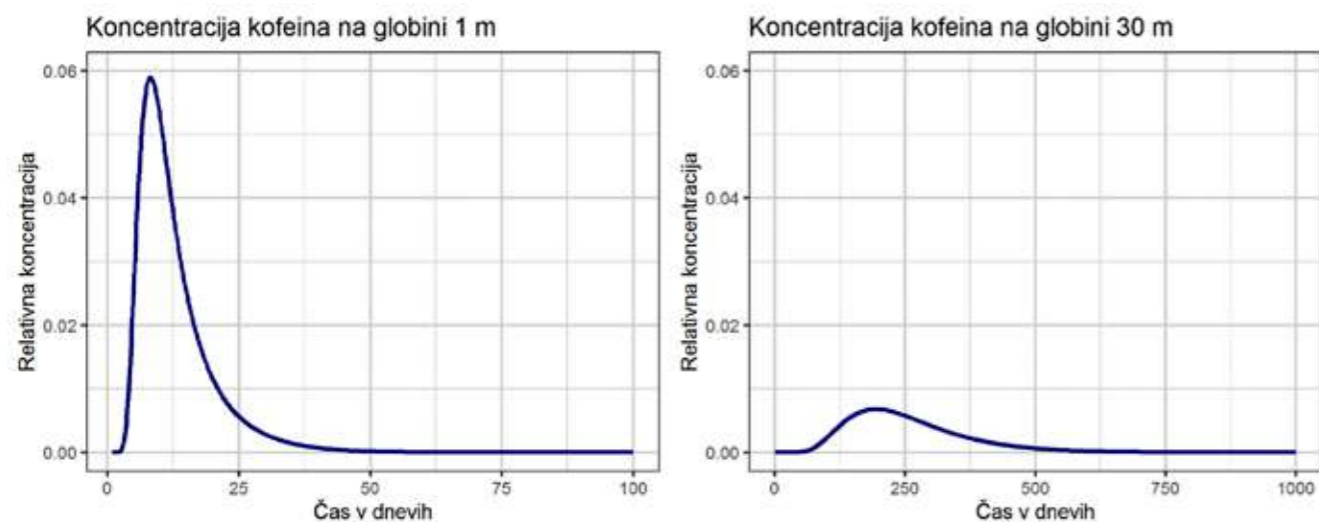 Koncentracija kofeina na globini 1 m
0.06
0.04
0.02
0.00
Relativna koncentracija
0 25 50 75 100
Čas v dnevih
Koncentracija kofeina na globini 30 m
0.06
0.04
0.02
0.00
Relativna koncentracija
0 250 500 750 1000
Čas v dnevih